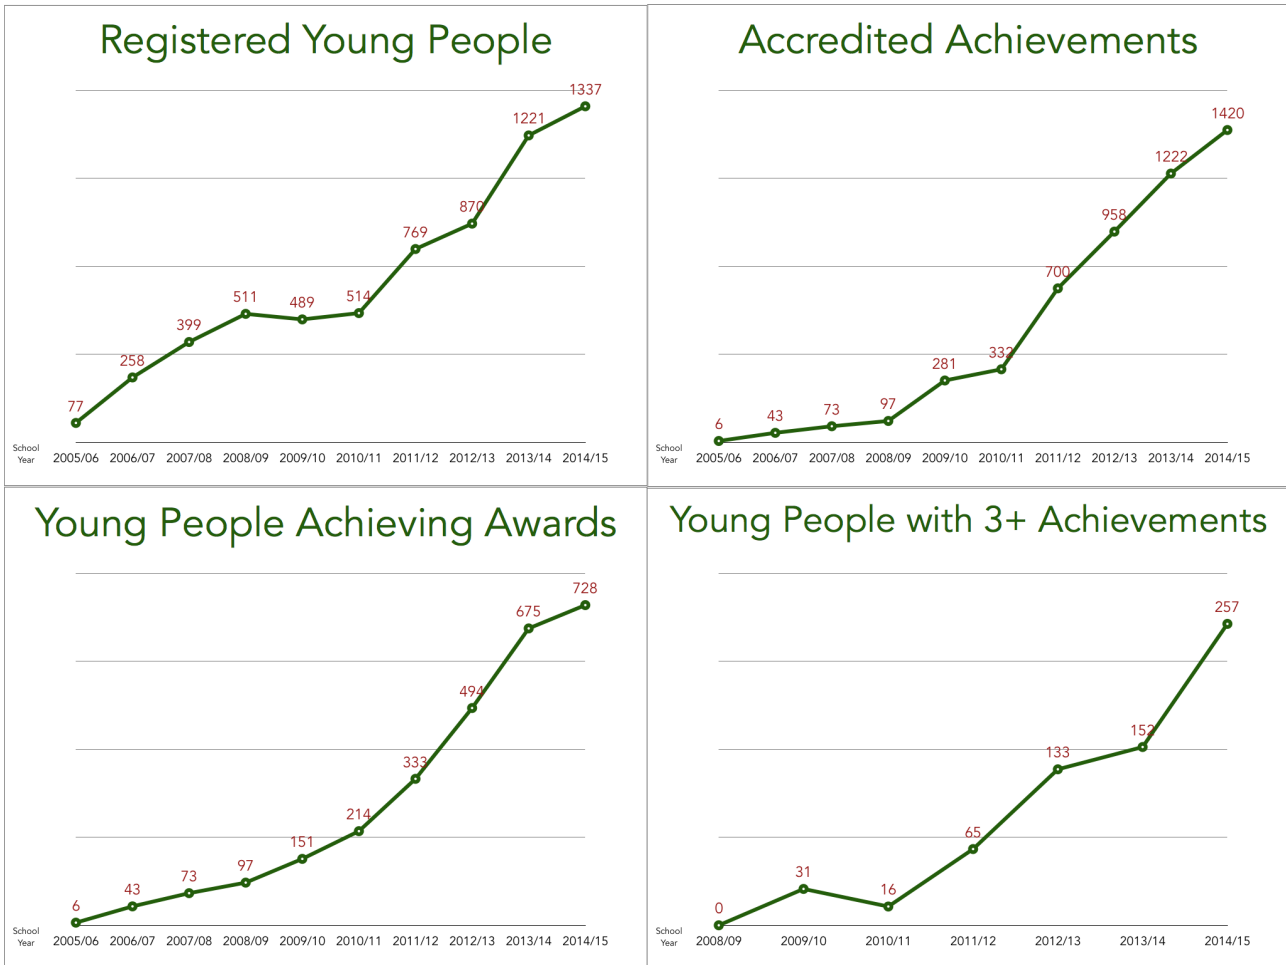 Registered Young People
77
258
399
511
489
514
769
870
1221
1337
School
Year
2005/06 2006/07 2007/08 2008/09 2009/10 2010/11 2011/12 2012/13 2013/14 2014/15
Accredited Achievements
6
43
73
97
281
332
700
958
1222
1420
School
Year
2005/06 2006/07 2007/08 2008/09 2009/10 2010/11 2011/12 2012/13 2013/14 2014/15
Young People Achieving Awards
6
43
73
97
151
214
333
494
675
728
School
Year
2005/06 2006/07 2007/08 2008/09 2009/10 2010/11 2011/12 2012/13 2013/14 2014/15
Young People with 3+ Achievements
0
31
16
65
133
152
257
School
Year
2008/09 2009/10 2010/11 2011/12 2012/13 2013/14 2014/15